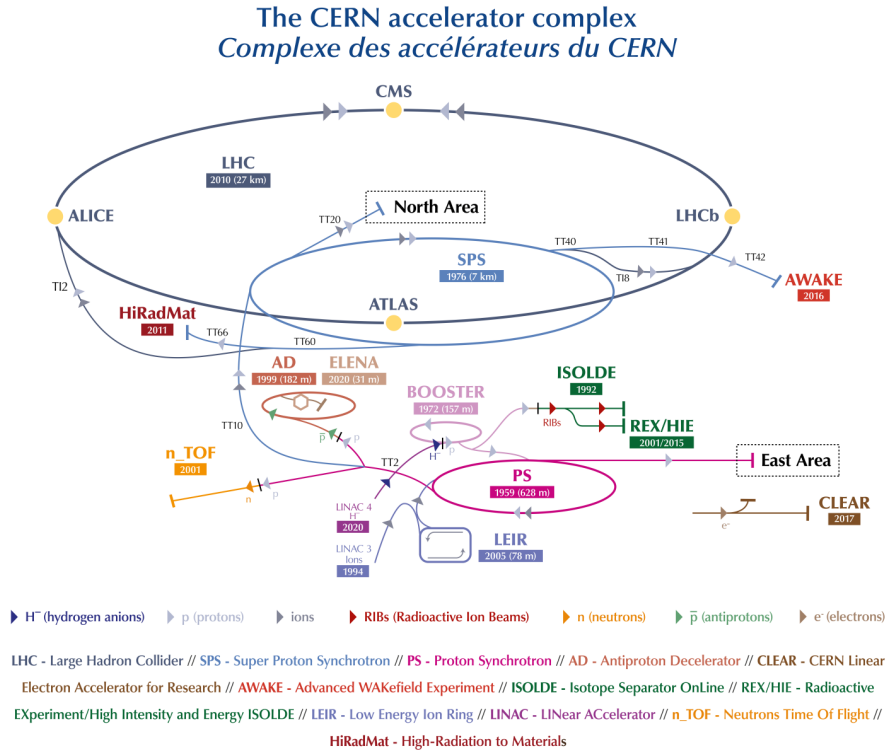 The CERN accelerator complex
Complexe des accélérateurs du CERN
CMS
LHC
2010 (27 km)
North Area
TT20
ALICE
LHCb
TT40
TT41
SPS
1976 (7 km)
TT42
TI8
AWAKE
2016
TI2
HiRadMat
2011
ATLAS
TT66
TT60
AD
1999 (182 m)
ELENA
2020 (31 m)
ISOLDE
1992
BOOSTER
1972 (157 m)
RIBs
REX/HIE
2001/2015
TT10
p̅
p
H⁻
p
n_TOF
2001
TT2
East Area
PS
1959 (628 m)
n
p
LINAC 4
H⁻
2020
CLEAR
2017
e⁻
LINAC 3
Ions
1994
LEIR
2005 (78 m)
H⁻ (hydrogen anions)
p (protons)
ions
RIBs (Radioactive Ion Beams)
n (neutrons)
p̅ (antiprotons)
e⁻ (electrons)
LHC - Large Hadron Collider // SPS - Super Proton Synchrotron // PS - Proton Synchrotron // AD - Antiproton Decelerator // CLEAR - CERN Linear
Electron Accelerator for Research // AWAKE - Advanced WAKefield Experiment // ISOLDE - Isotope Separator OnLine // REX/HIE - Radioactive
EXperiment/High Intensity and Energy ISOLDE // LEIR - Low Energy Ion Ring // LINAC - LINear ACcelerator // n_TOF - Neutrons Time Of Flight //
HiRadMat - High-Radiation to Materials